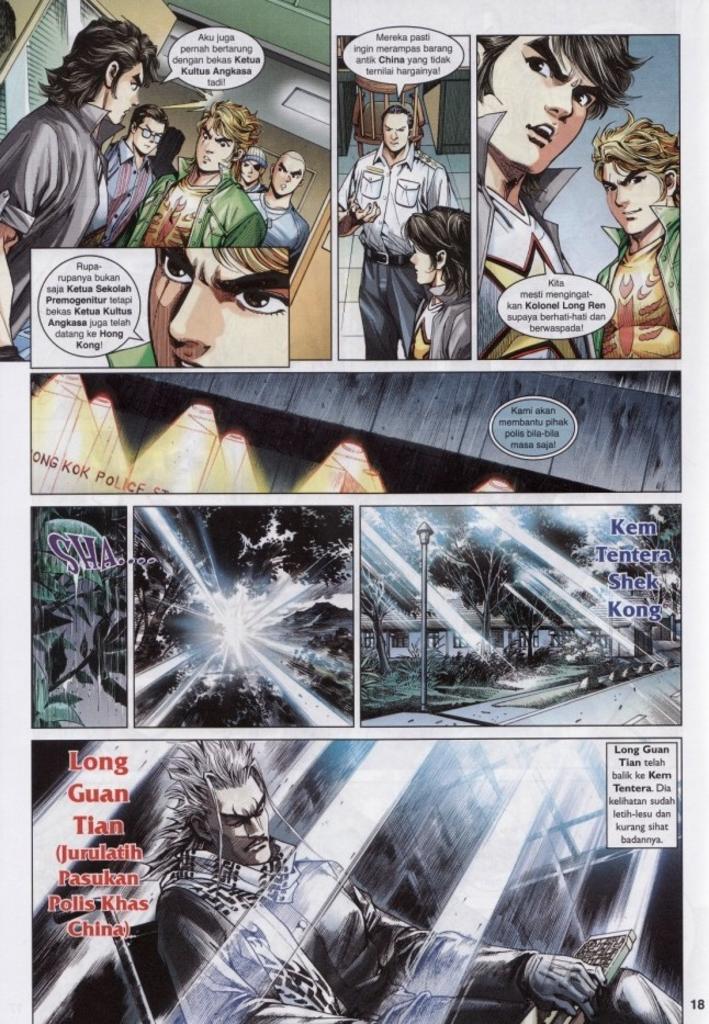 Aku juga
pernah bertarung
dengan bekas Ketua
Kultus Angkasa
tadi!
Rupa-
rupanya bukan
saja Ketua Sekolah
Premogenitur tetapi
bekas Ketua Kultus
Angkasa juga telah
datang ke Hong
Kong!
Mereka pasti
ingin merampas barang
antik China yang tidak
ternilai harganya!
Kita
mesti mengingat-
kan Kolonel Long Ren
supaya berhati-hati dan
berwaspada!
ONG KOK POLICE ST
Kami akan
membantu pihak
polis bila-bila
masa saja!
SHA....
Kem
Tentera
Shek
Kong
Long
Guan
Tian
(Jurulatih
Pasukan
Polis Khas
China)
Long Guan
Tian telah
balik ke Kem
Tentera. Dia
kelihatan sudah
letih-lesu dan
kurang sihat
badannya.
18